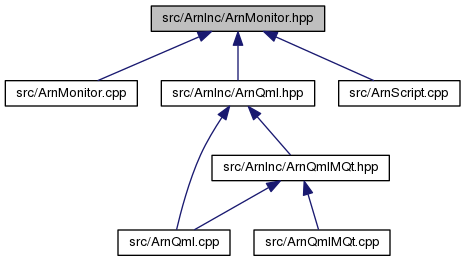 src/ArnInc/ArnMonitor.hpp
src/ArnMonitor.cpp
src/ArnInc/ArnQml.hpp
src/ArnScript.cpp
src/ArnInc/ArnQmlMQt.hpp
src/ArnQml.cpp
src/ArnQmlMQt.cpp